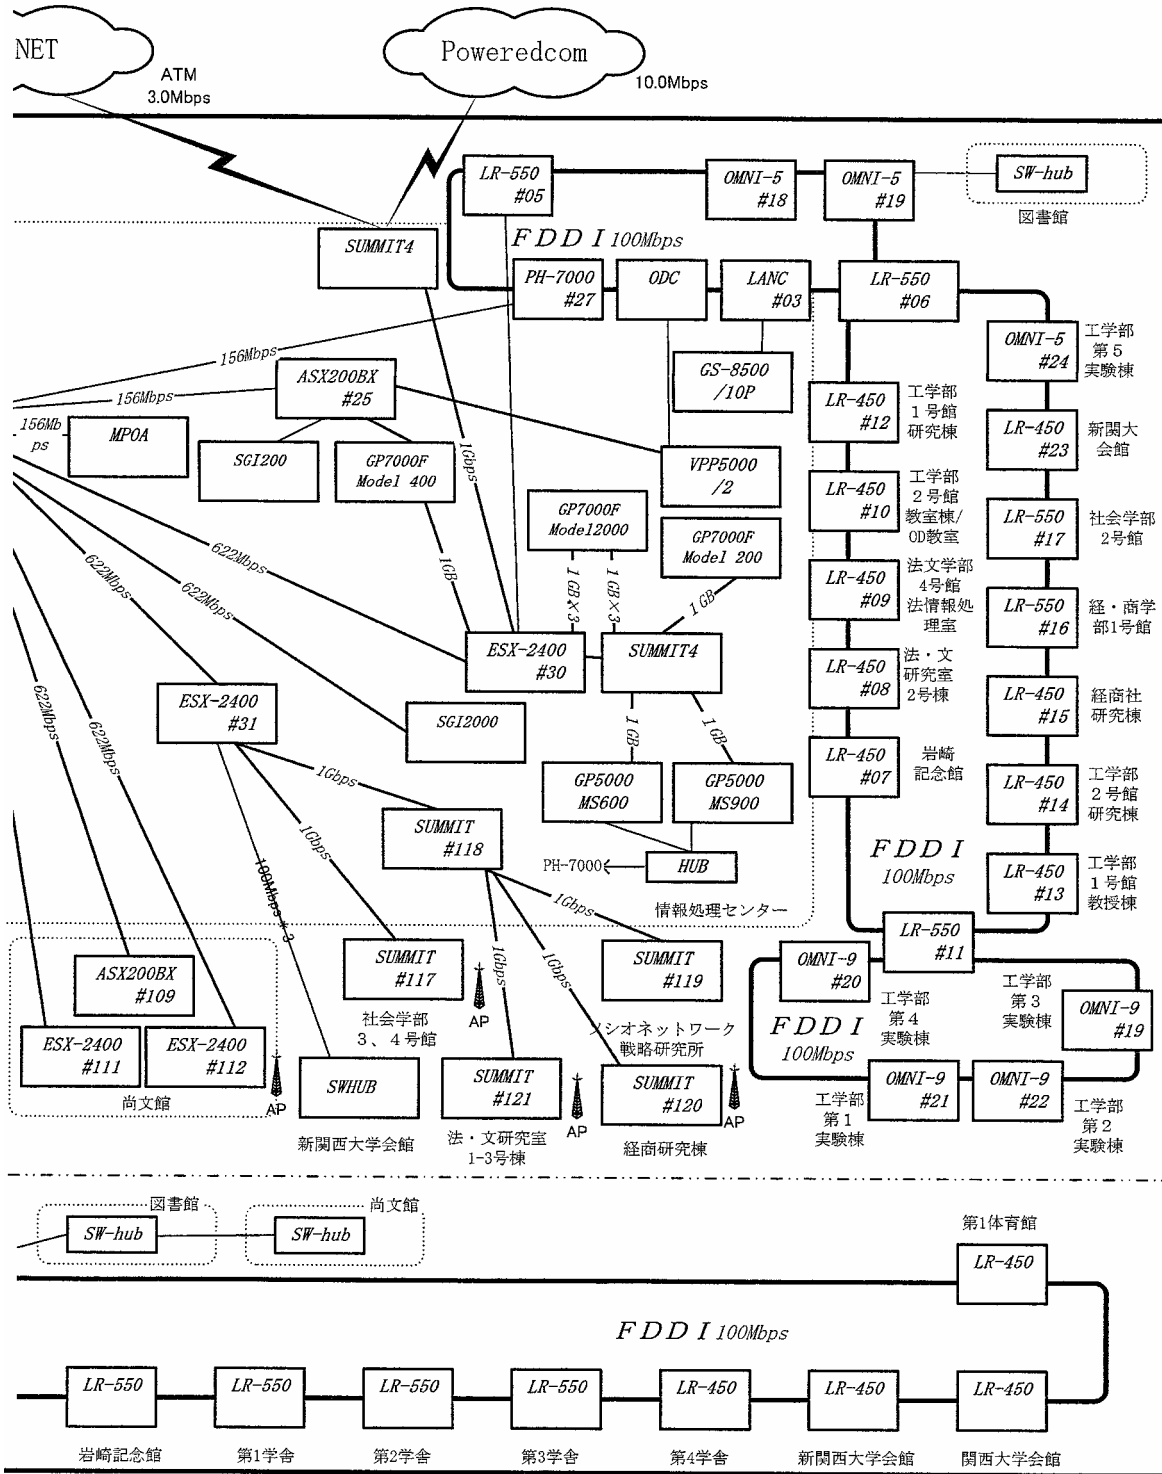 NET
Poweredcom
ATM
3.0Mbps
10.0Mbps
LR-550
#05
OMNI-5
#18
OMNI-5
#19
SW-hub
図書館
SUMMIT4
FDDI 100Mbps
PH-7000
#27
ODC
LANC
#03
LR-550
#06
156Mbps
ASX200BX
#25
GS-8500
/10P
OMNI-5
#24
工学部
第5
実験棟
156Mbps
156Mb
ps
MPOA
SGI200
GP7000F
Model 400
1Gbps
VPP5000
/2
LR-450
#12
工学部
1号館
研究棟
LR-450
#23
新関大
会館
GP7000F
Model2000
GP7000F
Model 200
LR-450
#10
工学部
2号館
教室棟/
OD教室
LR-550
#17
社会学部
2号館
622Mbps
622Mbps
622Mbps
1GB
1GB×3
1GB×3
1GB
LR-450
#09
法文学部
4号館
法情報処
理室
LR-550
#16
経・商学
部1号館
ESX-2400
#30
SUMMIT4
LR-450
#08
法・文
研究室
2号棟
LR-450
#15
経商社
研究棟
ESX-2400
#31
SGI2000
622Mbps
622Mbps
1GB
1GB
1Gbps
GP5000
MS600
GP5000
MS900
LR-450
#07
岩崎
記念館
LR-450
#14
工学部
2号館
研究棟
SUMMIT
#118
1Gbps
100Mbps * 3
PH-7000
HUB
FDDI
100Mbps
LR-450
#13
工学部
1号館
教授棟
1Gbps
1Gbps
1Gbps
情報処理センター
LR-550
#11
ASX200BX
#109
SUMMIT
#117
AP
社会学部
3、4号館
SUMMIT
#119
ソシオネットワーク
戦略研究所
OMNI-9
#20
工学部
第4
実験棟
工学部
第3
実験棟
OMNI-9
#19
FDDI
100Mbps
ESX-2400
#111
ESX-2400
#112
AP
尚文館
SWHUB
新関西大学会館
SUMMIT
#121
AP
法・文研究室
1-3号棟
SUMMIT
#120
AP
経商研究棟
工学部
第1
実験棟
OMNI-9
#21
OMNI-9
#22
工学部
第2
実験棟
図書館
SW-hub
尚文館
SW-hub
第1体育館
LR-450
FDDI 100Mbps
LR-550
LR-550
LR-550
LR-550
LR-450
LR-450
LR-450
岩崎記念館
第1学舎
第2学舎
第3学舎
第4学舎
新関西大学会館
関西大学会館